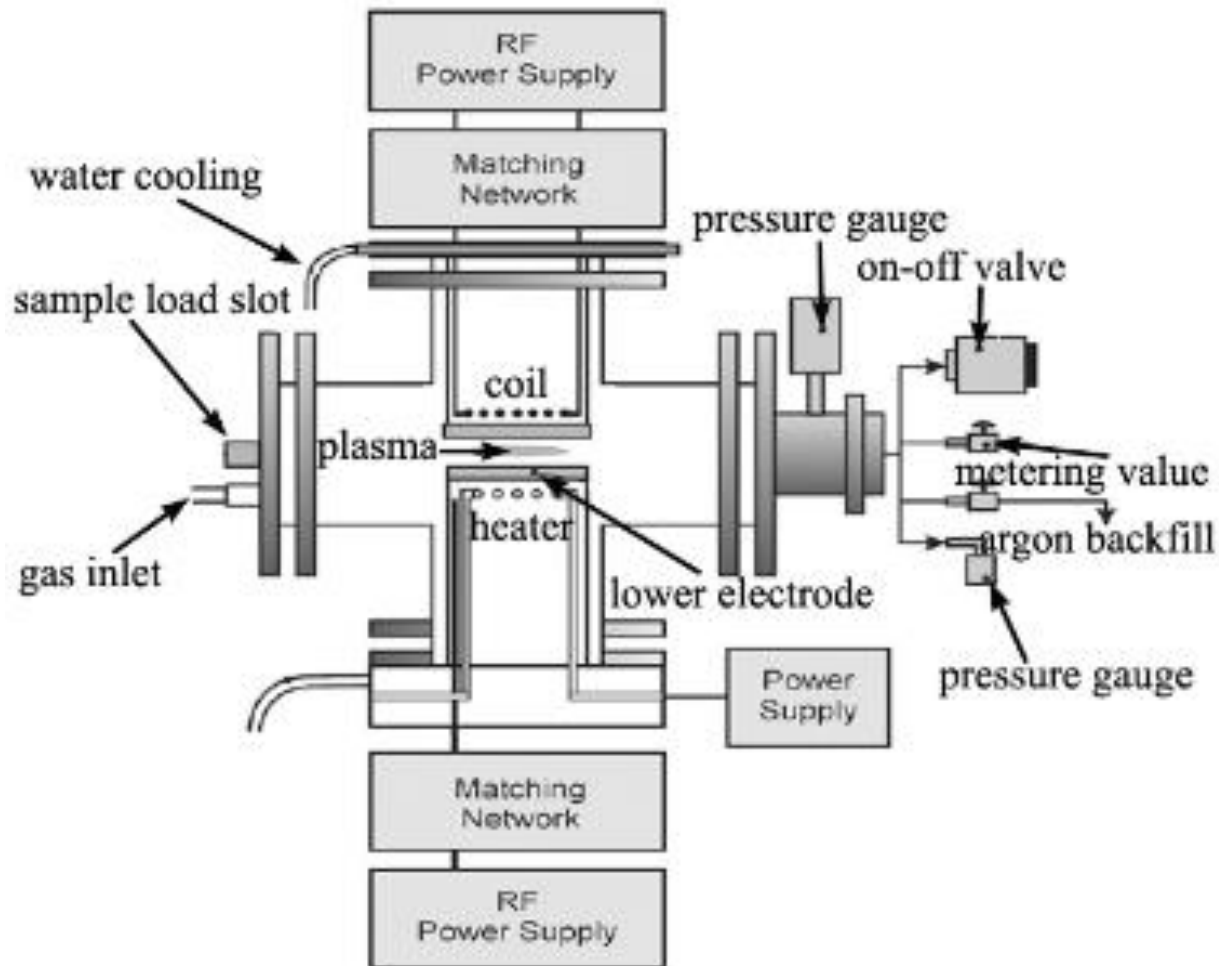 RF
Power Supply
Matching
Network
water cooling
pressure gauge
on-off valve
sample load slot
coil
plasma
metering value
heater
argon backfill
gas inlet
lower electrode
pressure gauge
Power
Supply
Matching
Network
RF
Power Supply